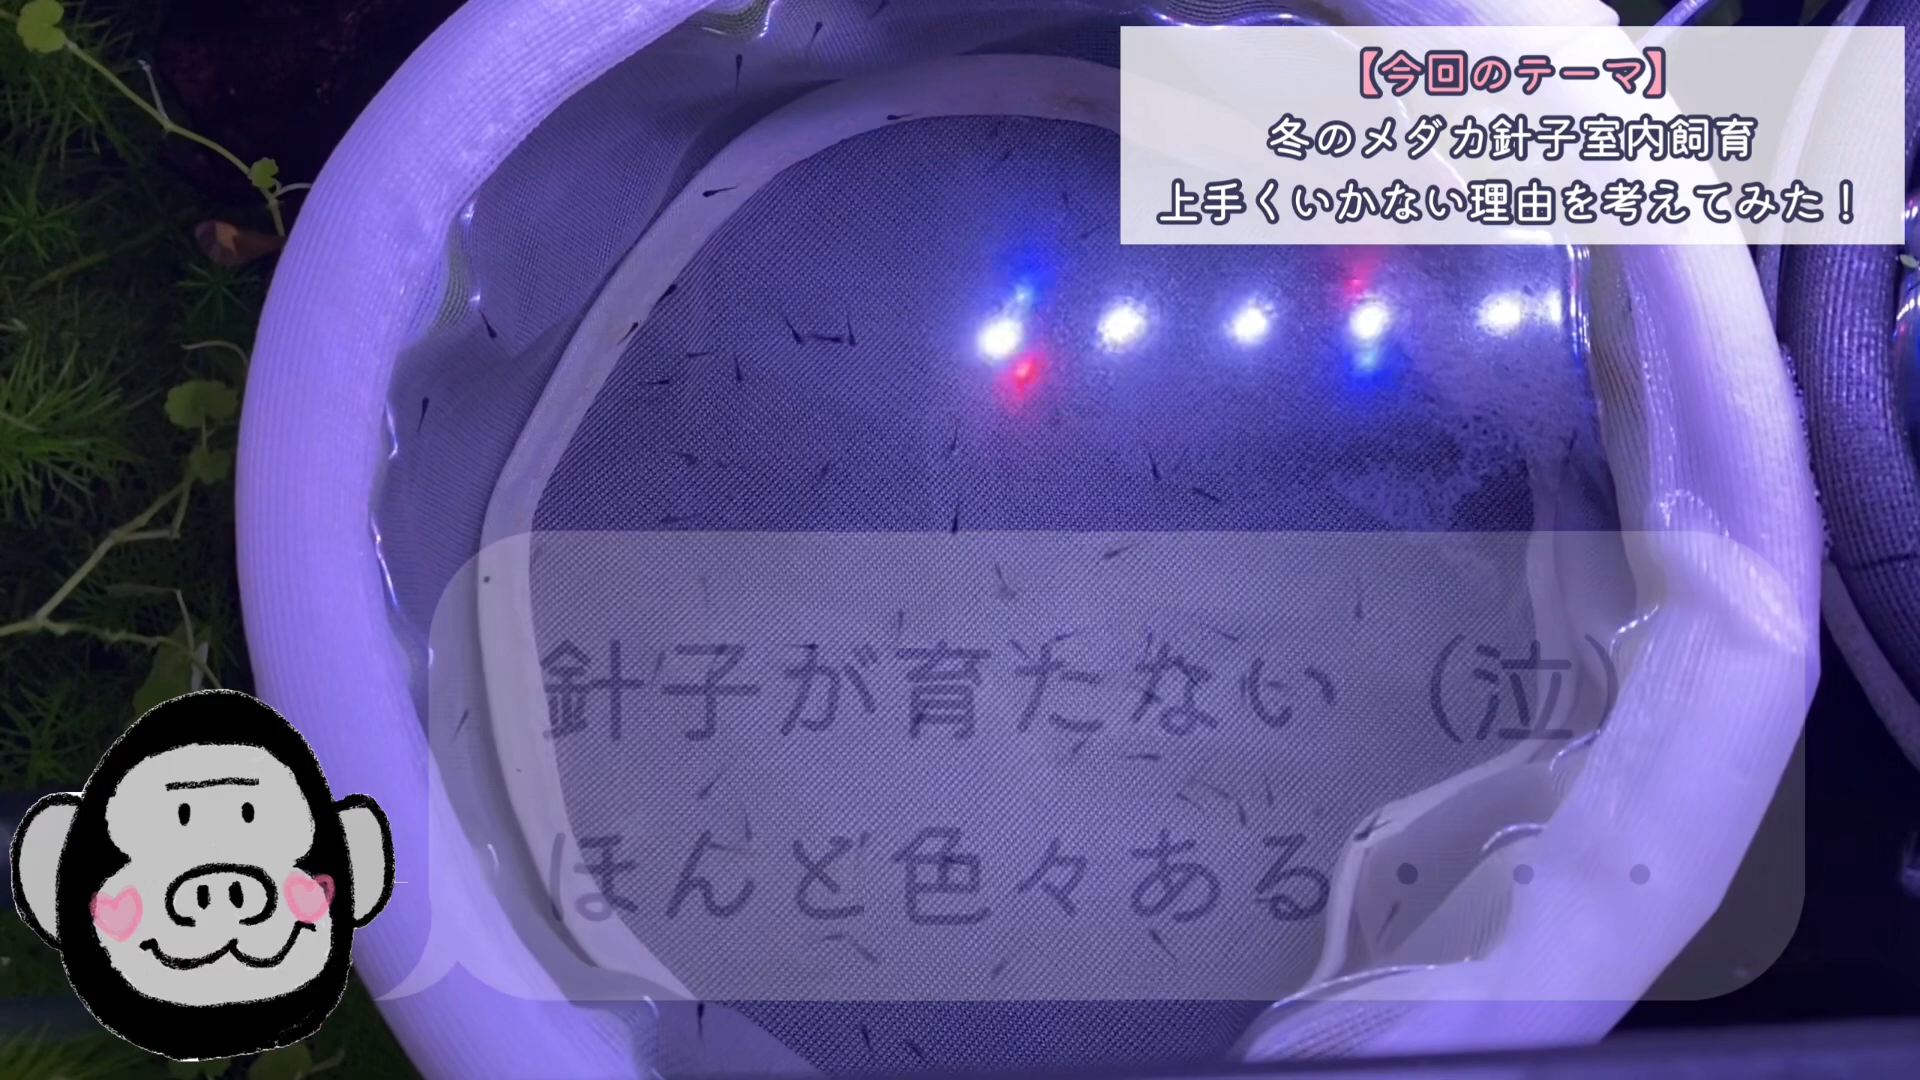 【今回のテーマ】
冬のメダカ針子室内飼育
上手くいかない理由を考えてみた！
針子が育たない（泣）
ほんど色々ある・・・